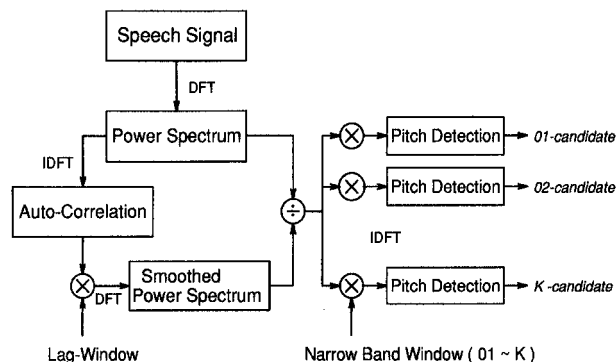 Speech Signal
DFT
Power Spectrum
IDFT
Auto-Correlation
DFT
Smoothed
Power Spectrum
Lag-Window
÷
Pitch Detection
01-candidate
Pitch Detection
02-candidate
IDFT
Pitch Detection
K-candidate
Narrow Band Window ( 01 ~ K )